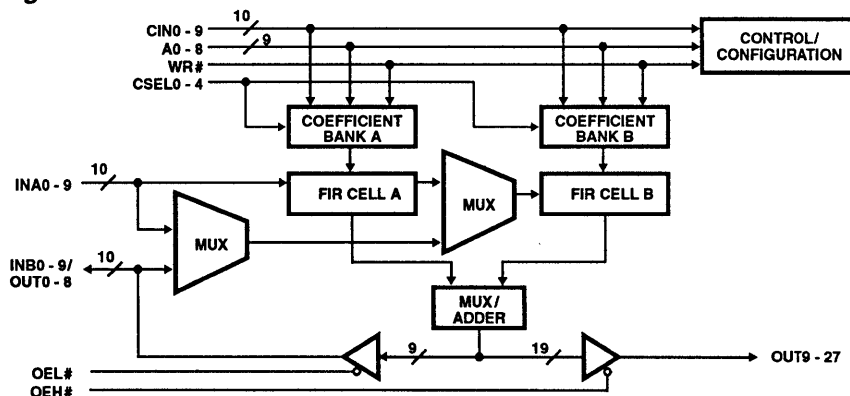 10
CIN0 - 9
9
A0 - 8
WR#
CSEL0 - 4
CONTROL/
CONFIGURATION
COEFFICIENT
BANK A
COEFFICIENT
BANK B
10
INA0 - 9
FIR CELL A
MUX
FIR CELL B
MUX
10
INB0 - 9/
OUT0 - 8
MUX/
ADDER
9
19
OUT9 - 27
OEL#
OEH#